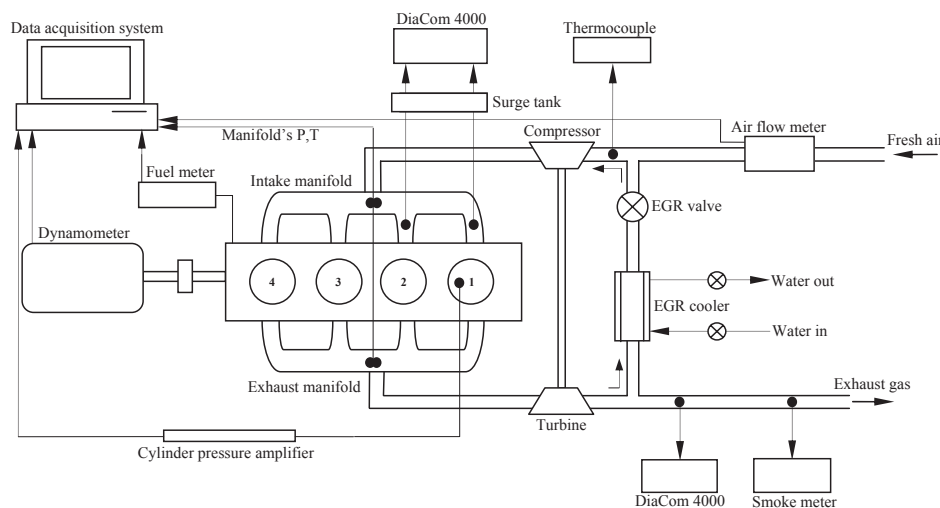 Data acquisition system
DiaCom 4000
Thermocouple
Surge tank
Compressor
Air flow meter
Fresh air
Manifold's P,T
Fuel meter
Intake manifold
EGR valve
Dynamometer
4
3
2
1
Water out
EGR cooler
Water in
Exhaust manifold
Exhaust gas
Turbine
Cylinder pressure amplifier
DiaCom 4000
Smoke meter